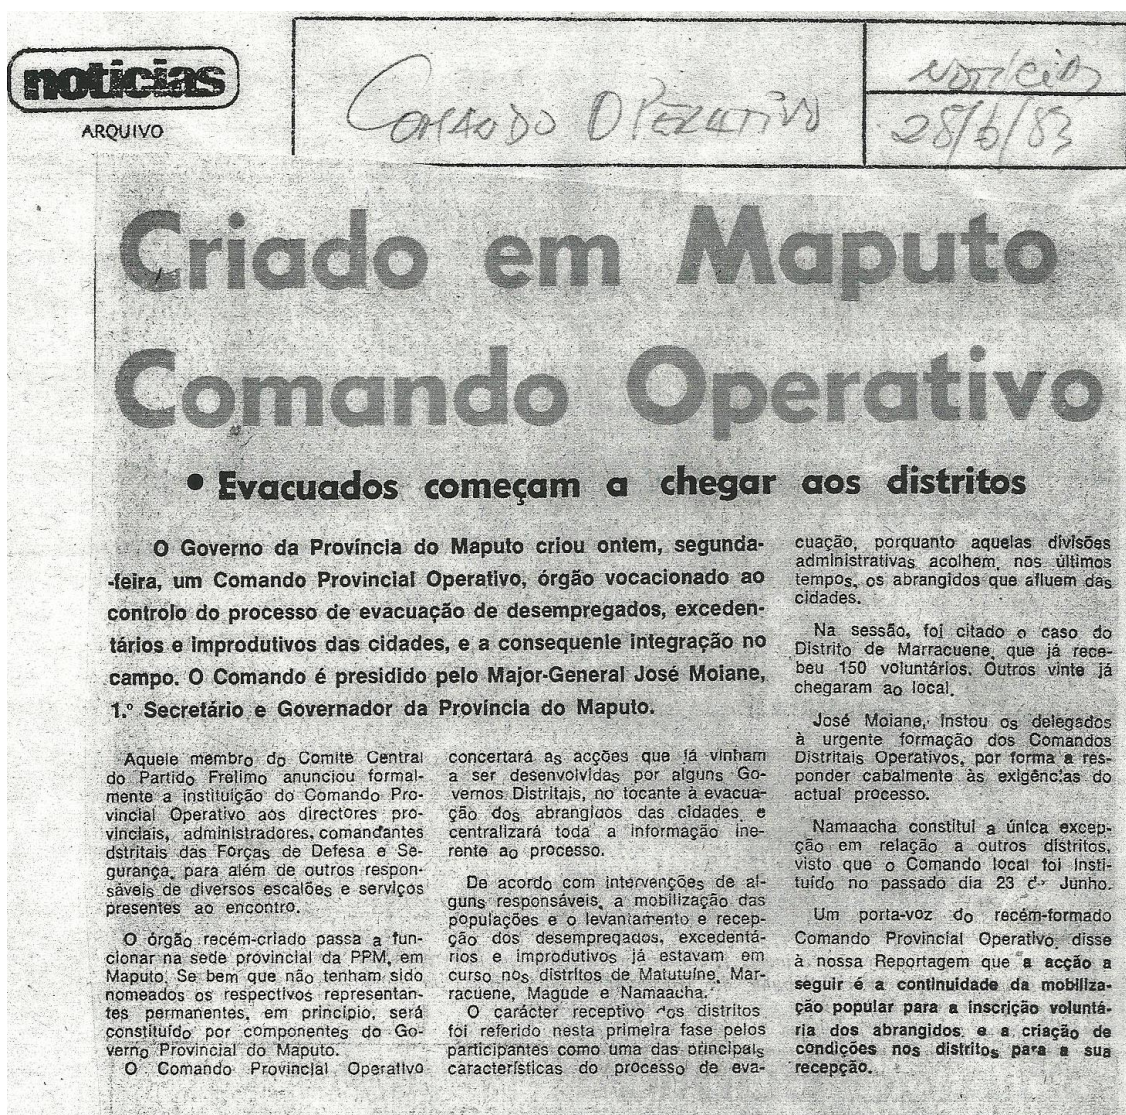 noticias
ARQUIVO
COMANDO OPERATIVO
NOTÍCIAS
28/6/83
Criado em Maputo
Comando Operativo
• Evacuados começam a chegar aos distritos
O Governo da Província do Maputo criou ontem, segunda-
-feira, um Comando Provincial Operativo, órgão vocacionado ao
controlo do processo de evacuação de desempregados, exceden-
tários e improdutivos das cidades, e a consequente integração no
campo. O Comando é presidido pelo Major-General José Moiane,
1.º Secretário e Governador da Província do Maputo.
Aquele membro do Comité Central
do Partido Frelimo anunciou formal-
mente a instituição do Comando Pro-
vincial Operativo aos directores pro-
vinciais, administradores, comandantes
dstritais das Forças de Defesa e Se-
gurança, para além de outros respon-
sáveis de diversos escalões e serviços
presentes ao encontro.
O órgão recém-criado passa a fun-
cionar na sede provincial da PPM, em
Maputo. Se bem que não tenham sido
nomeados os respectivos representan-
tes permanentes, em princípio, será
constituído por componentes do Go-
verno Provincial do Maputo.
O Comando Provincial Operativo
concertará as acções que já vinham
a ser desenvolvidas por alguns Go-
vernos Distritais, no tocante à evacua-
ção dos abrangidos das cidades, e
centralizará toda a informação ine-
rente ao processo.
De acordo com intervenções de al-
guns responsáveis, a mobilização das
populações e o levantamento e recep-
ção dos desempregados, excedentá-
rios e improdutivos já estavam em
curso nos distritos de Matutuíne, Mar-
racuene, Magude e Namaacha.
O carácter receptivo dos distritos
foi referido nesta primeira fase pelos
participantes como uma das principais
características do processo de eva-
cuação, porquanto aquelas divisões
administrativas acolhem, nos últimos
tempos, os abrangidos que afluem das
cidades.
Na sessão, foi citado o caso do
Distrito de Marracuene, que já rece-
beu 150 voluntários. Outros vinte já
chegaram ao local.
José Moiane, instou os delegados
à urgente formação dos Comandos
Distritais Operativos, por forma a res-
ponder cabalmente às exigências do
actual processo.
Namaacha constitui a única excep-
ção em relação a outros distritos,
visto que o Comando local foi insti-
tuído no passado dia 23 de Junho.
Um porta-voz do recém-formado
Comando Provincial Operativo, disse
à nossa Reportagem que a acção a
seguir é a continuidade da mobiliza-
ção popular para a inscrição voluntá-
ria dos abrangidos, e a criação de
condições nos distritos para a sua
recepção.